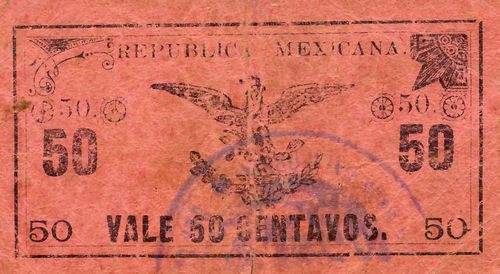 REPUBLICA MEXICANA.
50. 50.
50 50
50 VALE 50 CENTAVOS. 50